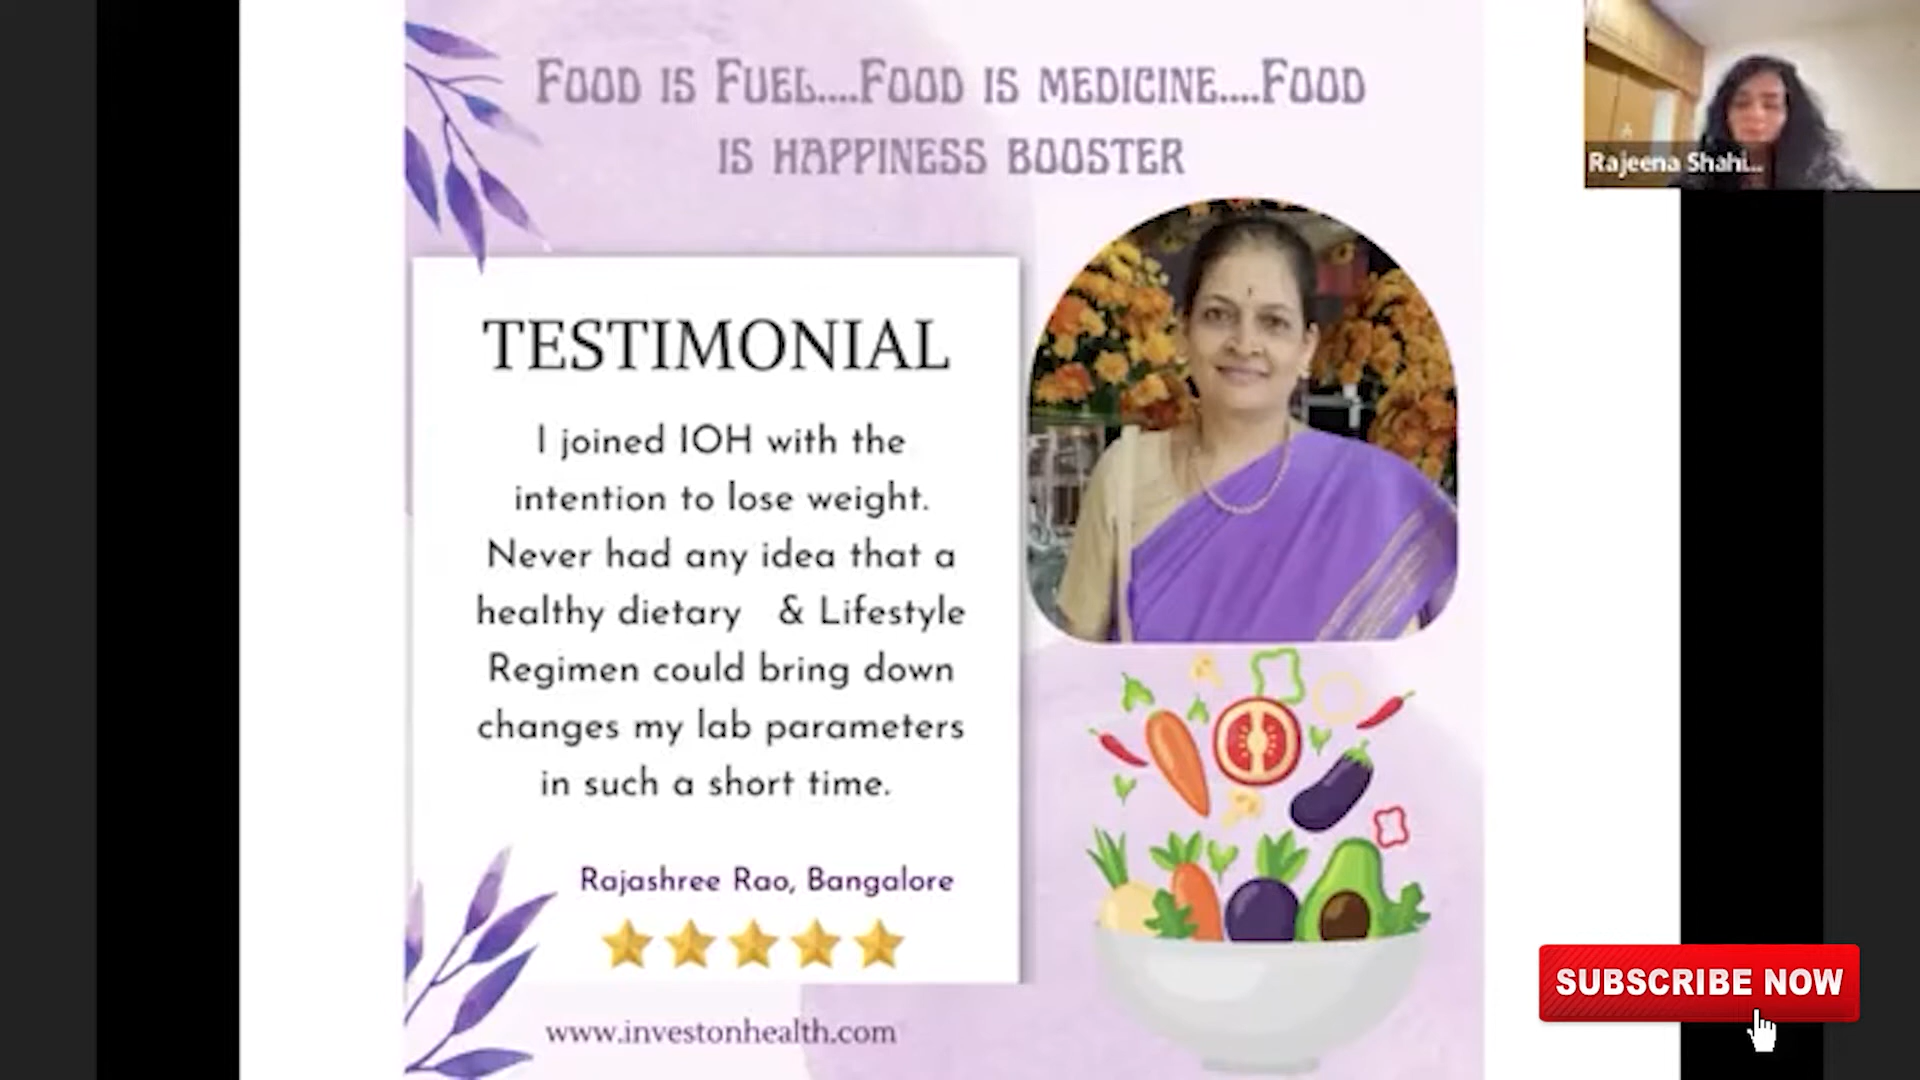 Food is Fuel....Food is medicine....Food
is happiness booster
Rajeena Shahi...
TESTIMONIAL
I joined IOH with the
intention to lose weight.
Never had any idea that a
healthy dietary & Lifestyle
Regimen could bring down
changes my lab parameters
in such a short time.
Rajashree Rao, Bangalore
www.investonhealth.com
SUBSCRIBE NOW